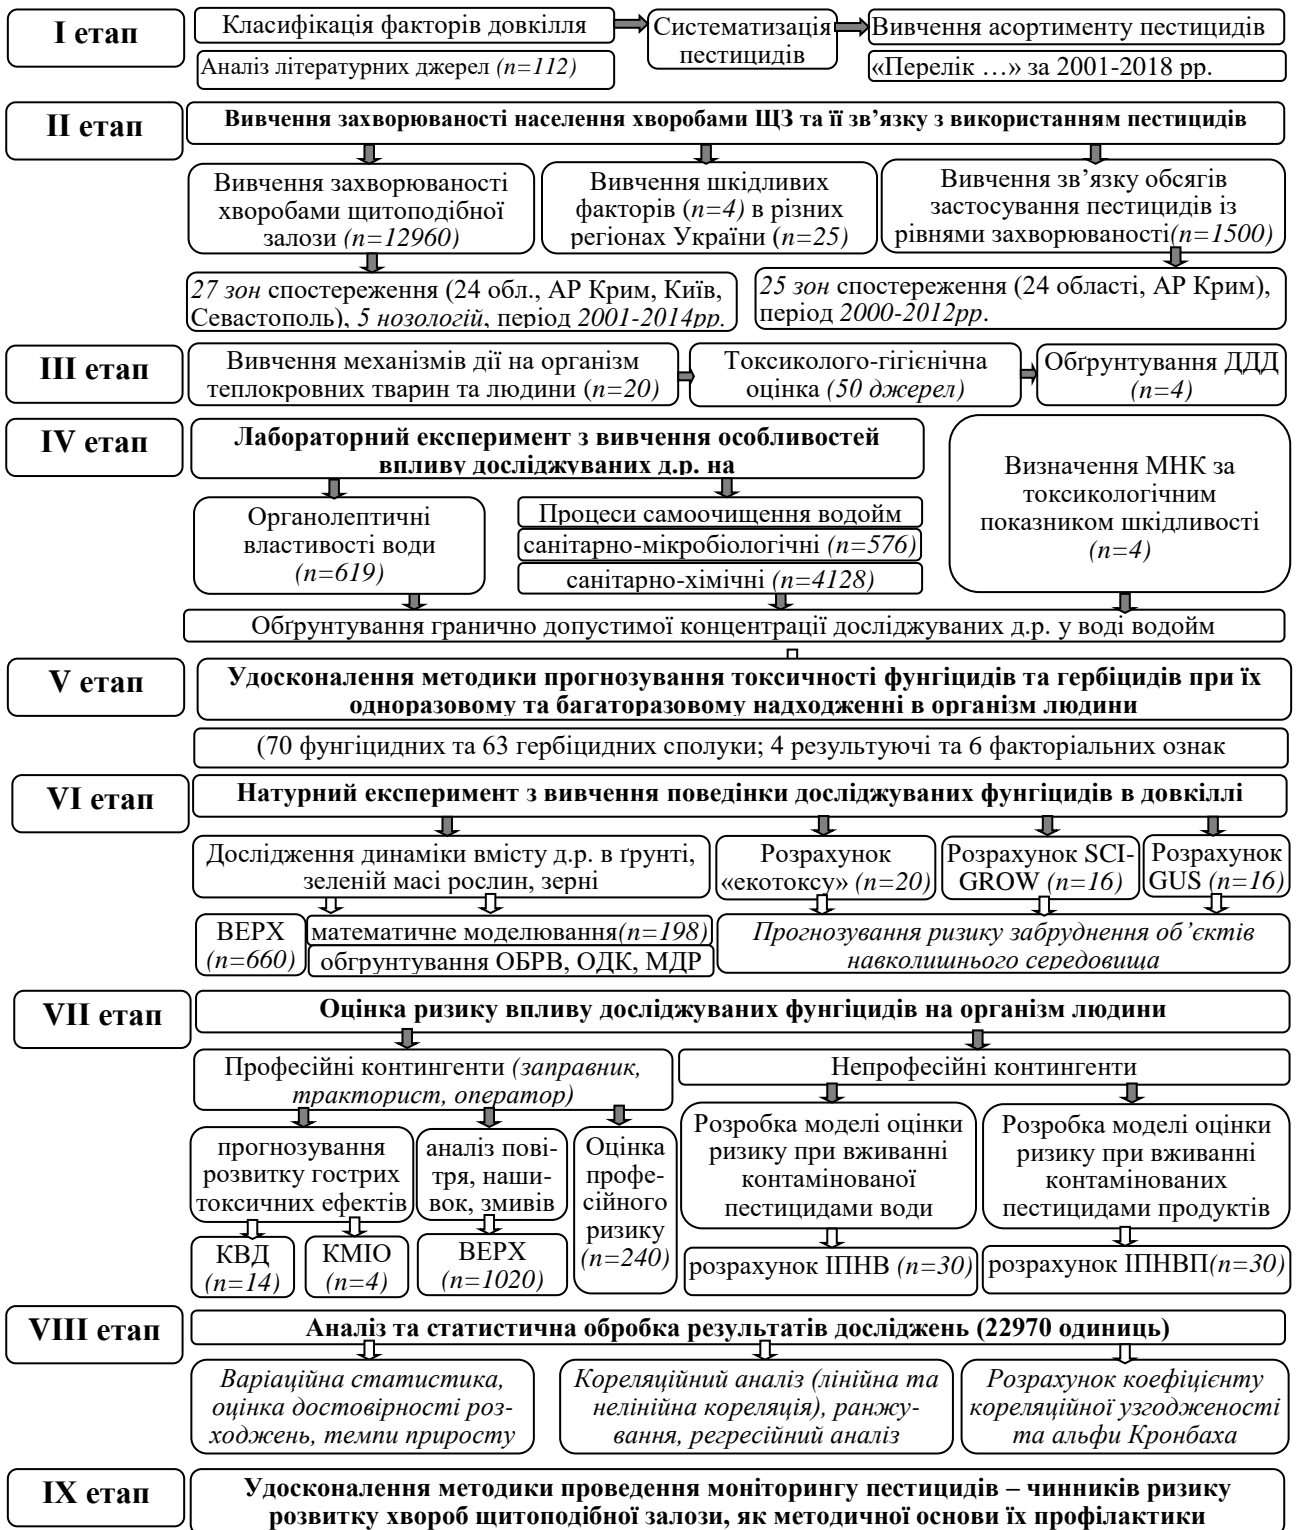 I етап
Класифікація факторів довкілля
Аналіз літературних джерел (n=112)
Систематизація
пестицидів
Вивчення асортименту пестицидів
«Перелік …» за 2001-2018 рр.
II етап
Вивчення захворюваності населення хворобами ЩЗ та її зв’язку з використанням пестицидів
Вивчення захворюваності
хворобами щитоподібної
залози (n=12960)
Вивчення шкідливих
факторів (n=4) в різних
регіонах України (n=25)
Вивчення зв’язку обсягів
застосування пестицидів із
рівнями захворюваності(n=1500)
27 зон спостереження (24 обл., АР Крим, Київ,
Севастополь), 5 нозологій, період 2001-2014рр.
25 зон спостереження (24 області, АР Крим),
період 2000-2012рр.
III етап
Вивчення механізмів дії на організм
теплокровних тварин та людини (n=20)
Токсиколого-гігієнічна
оцінка (50 джерел)
Обґрунтування ДДД
(n=4)
IV етап
Лабораторний експеримент з вивчення особливостей
впливу досліджуваних д.р. на
Органолептичні
властивості води
(n=619)
Процеси самоочищення водойм
санітарно-мікробіологічні (n=576)
санітарно-хімічні (n=4128)
Визначення МНК за
токсикологічним
показником шкідливості
(n=4)
Обґрунтування гранично допустимої концентрації досліджуваних д.р. у воді водойм
V етап
Удосконалення методики прогнозування токсичності фунгіцидів та гербіцидів при їх
одноразовому та багаторазовому надходженні в організм людини
(70 фунгіцидних та 63 гербіцидних сполуки; 4 результуючі та 6 факторіальних ознак
VI етап
Натурний експеримент з вивчення поведінки досліджуваних фунгіцидів в довкіллі
Дослідження динаміки вмісту д.р. в ґрунті,
зеленій масі рослин, зерні
Розрахунок
«екотоксу» (n=20)
Розрахунок SCI-
GROW (n=16)
Розрахунок
GUS (n=16)
ВЕРХ
(n=660)
математичне моделювання(n=198)
обгрунтування ОБРВ, ОДК, МДР
Прогнозування ризику забруднення об’єктів
навколишнього середовища
VII етап
Оцінка ризику впливу досліджуваних фунгіцидів на організм людини
Професійні контингенти (заправник,
тракторист, оператор)
Непрофесійні контингенти
прогнозування
розвитку гострих
токсичних ефектів
аналіз пові-
тря, наши-
вок, змивів
Оцінка
профе-
сійного
ризику
(n=240)
Розробка моделі оцінки
ризику при вживанні
контамінованої
пестицидами води
Розробка моделі оцінки
ризику при вживанні
контамінованих
пестицидами продуктів
КВД
(n=14)
КМІО
(n=4)
ВЕРХ
(n=1020)
розрахунок ІПНВ (n=30)
розрахунок ІПНВП(n=30)
VIII етап
Аналіз та статистична обробка результатів досліджень (22970 одиниць)
Варіаційна статистика,
оцінка достовірності роз-
ходжень, темпи приросту
Кореляційний аналіз (лінійна та
нелінійна кореляція), ранжу-
вання, регресійний аналіз
Розрахунок коефіцієнту
кореляційної узгодженості
та альфи Кронбаха
IX етап
Удосконалення методики проведення моніторингу пестицидів – чинників ризику
розвитку хвороб щитоподібної залози, як методичної основи їх профілактики